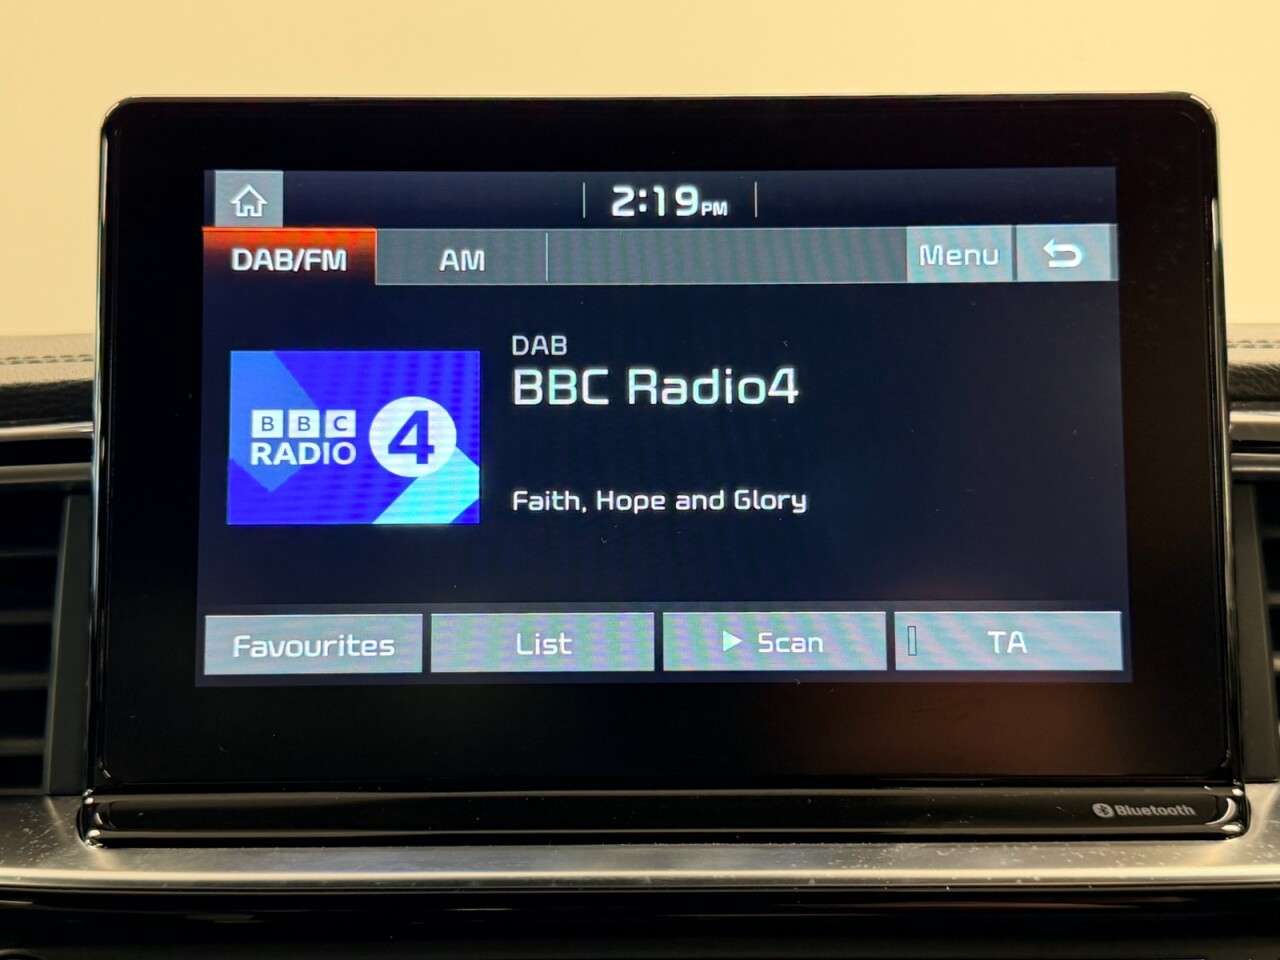 2:19PM
DAB/FM
AM
Menu
DAB
BBC Radio4
BBC
RADIO 4
Faith, Hope and Glory
Favourites
List
Scan
TA
Bluetooth